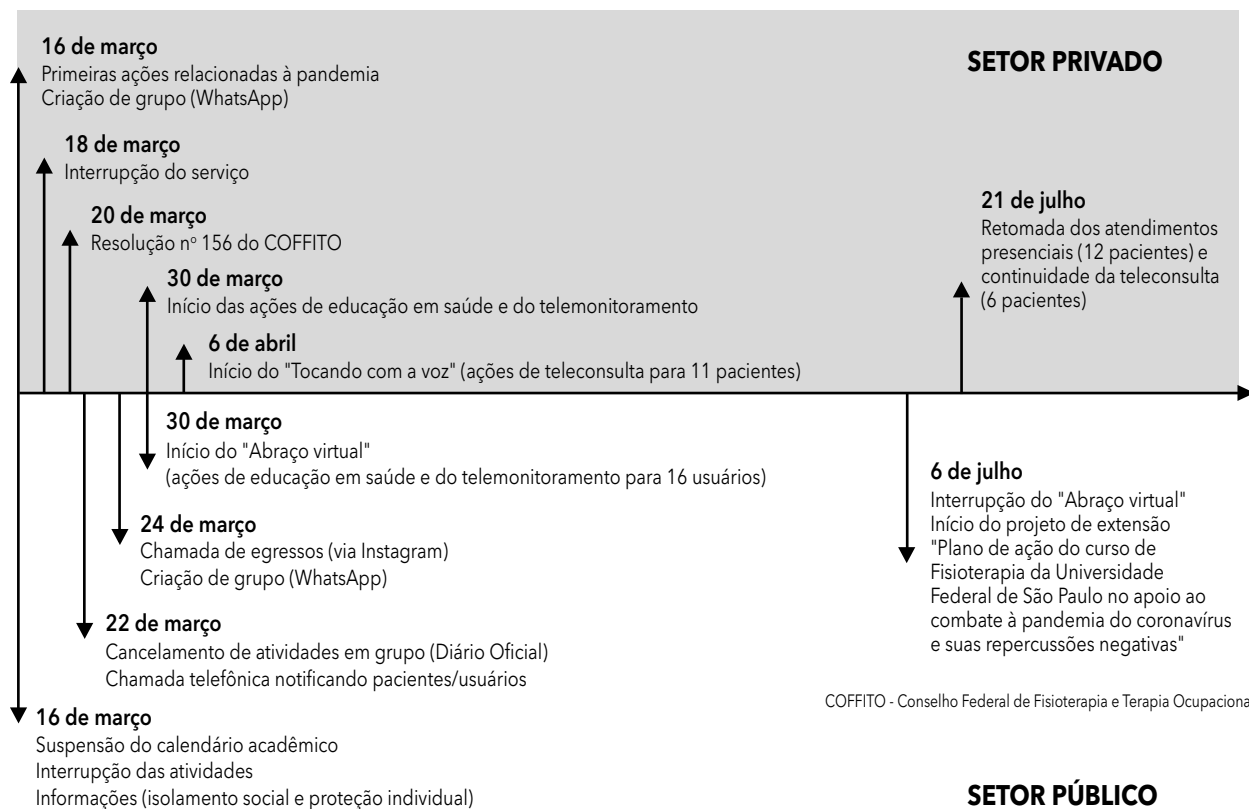 16 de março
Primeiras ações relacionadas à pandemia
Criação de grupo (WhatsApp)
SETOR PRIVADO
18 de março
Interrupção do serviço
20 de março
Resolução nº 156 do COFFITO
21 de julho
Retomada dos atendimentos
presenciais (12 pacientes) e
continuidade da teleconsulta
(6 pacientes)
30 de março
Início das ações de educação em saúde e do telemonitoramento
6 de abril
Início do "Tocando com a voz" (ações de teleconsulta para 11 pacientes)
30 de março
Início do "Abraço virtual"
(ações de educação em saúde e do telemonitoramento para 16 usuários)
6 de julho
Interrupção do "Abraço virtual"
Início do projeto de extensão
"Plano de ação do curso de
Fisioterapia da Universidade
Federal de São Paulo no apoio ao
combate à pandemia do coronavírus
e suas repercussões negativas"
24 de março
Chamada de egressos (via Instagram)
Criação de grupo (WhatsApp)
22 de março
Cancelamento de atividades em grupo (Diário Oficial)
Chamada telefônica notificando pacientes/usuários
COFFITO - Conselho Federal de Fisioterapia e Terapia Ocupaciona
16 de março
Suspensão do calendário acadêmico
Interrupção das atividades
Informações (isolamento social e proteção individual)
SETOR PÚBLICO